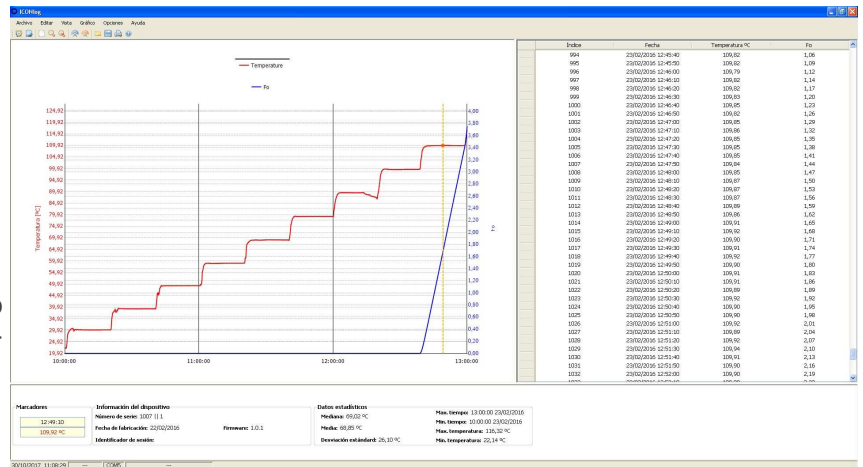 ICONlog
Archivo Editar Vista Gráfico Opciones Ayuda
Temperature
Fo
124,92
119,92
114,92
109,92
104,92
99,92
94,92
89,92
84,92
79,92
74,92
69,92
64,92
59,92
54,92
49,92
44,92
39,92
34,92
29,92
24,92
19,92
Temperatura [ºC]
10:00:00 11:00:00 12:00:00 13:00:00
4,00
3,80
3,60
3,40
3,20
3,00
2,80
2,60
2,40
2,20
2,00
1,80
1,60
1,40
1,20
1,00
0,80
0,60
0,40
0,20
0,00
Fo
Índice Fecha Temperatura ºC Fo
994 23/02/2016 12:45:40 109,82 1,06
995 23/02/2016 12:45:50 109,82 1,09
996 23/02/2016 12:46:00 109,79 1,12
997 23/02/2016 12:46:10 109,82 1,14
998 23/02/2016 12:46:20 109,82 1,17
999 23/02/2016 12:46:30 109,83 1,20
1000 23/02/2016 12:46:40 109,85 1,23
1001 23/02/2016 12:46:50 109,82 1,26
1002 23/02/2016 12:47:00 109,85 1,29
1003 23/02/2016 12:47:10 109,86 1,32
1004 23/02/2016 12:47:20 109,85 1,35
1005 23/02/2016 12:47:30 109,85 1,38
1006 23/02/2016 12:47:40 109,85 1,41
1007 23/02/2016 12:47:50 109,84 1,44
1008 23/02/2016 12:48:00 109,85 1,47
1009 23/02/2016 12:48:10 109,87 1,50
1010 23/02/2016 12:48:20 109,87 1,53
1011 23/02/2016 12:48:30 109,87 1,56
1012 23/02/2016 12:48:40 109,89 1,59
1013 23/02/2016 12:48:50 109,86 1,62
1014 23/02/2016 12:49:00 109,91 1,65
1015 23/02/2016 12:49:10 109,92 1,68
1016 23/02/2016 12:49:20 109,90 1,71
1017 23/02/2016 12:49:30 109,91 1,74
1018 23/02/2016 12:49:40 109,92 1,77
1019 23/02/2016 12:49:50 109,90 1,80
1020 23/02/2016 12:50:00 109,91 1,83
1021 23/02/2016 12:50:10 109,91 1,86
1022 23/02/2016 12:50:20 109,89 1,89
1023 23/02/2016 12:50:30 109,92 1,92
1024 23/02/2016 12:50:40 109,90 1,95
1025 23/02/2016 12:50:50 109,90 1,98
1026 23/02/2016 12:51:00 109,92 2,01
1027 23/02/2016 12:51:10 109,89 2,04
1028 23/02/2016 12:51:20 109,92 2,07
1029 23/02/2016 12:51:30 109,94 2,10
1030 23/02/2016 12:51:40 109,91 2,13
1031 23/02/2016 12:51:50 109,90 2,16
1032 23/02/2016 12:52:00 109,90 2,19
Marcadores
12:49:10
109,92 ºC
Información del dispositivo
Número de serie: 1007 || 1
Fecha de fabricación: 22/02/2016 Firmware: 1.0.1
Identificador de sesión:
Datos estadísticos
Mediana: 69,02 ºC
Media: 68,85 ºC
Desviación estándard: 26,10 ºC
Max. tiempo: 13:00:00 23/02/2016
Min. tiempo: 10:00:00 23/02/2016
Max. temperatura: 116,32 ºC
Min. temperatura: 22,14 ºC
30/10/2017 11:08:29 --- COM5 ---